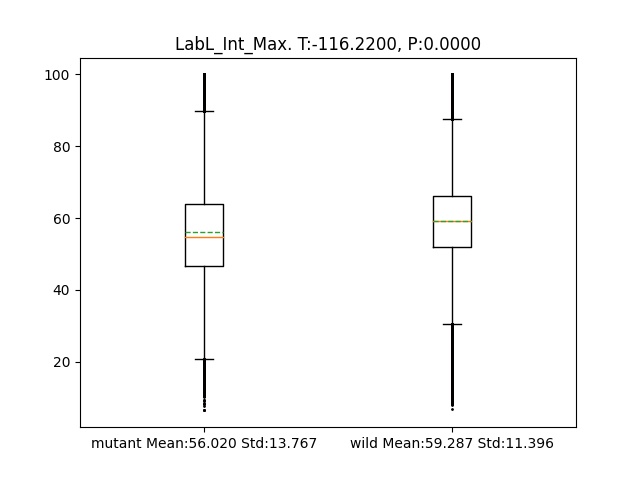 LabL_Int_Max. T:-116.2200, P:0.0000
100
80
60
40
20
mutant Mean:56.020 Std:13.767
wild Mean:59.287 Std:11.396